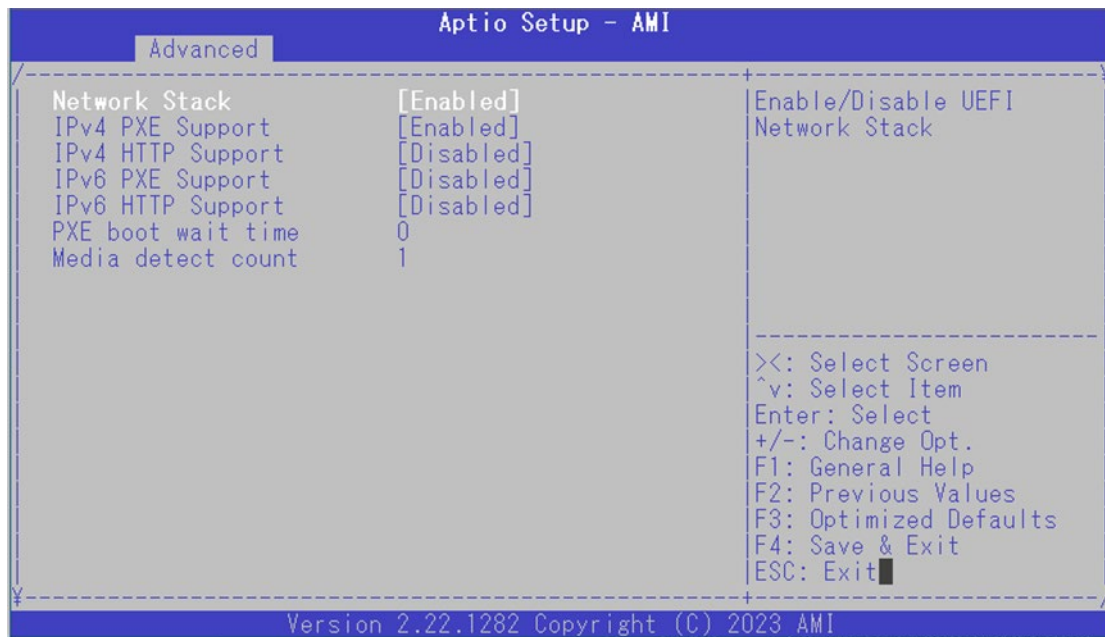 Aptio Setup - AMI
Advanced
Network Stack [Enabled]
IPv4 PXE Support [Enabled]
IPv4 HTTP Support [Disabled]
IPv6 PXE Support [Disabled]
IPv6 HTTP Support [Disabled]
PXE boot wait time 0
Media detect count 1
Enable/Disable UEFI
Network Stack
><: Select Screen
^v: Select Item
Enter: Select
+/-: Change Opt.
F1: General Help
F2: Previous Values
F3: Optimized Defaults
F4: Save & Exit
ESC: Exit
Version 2.22.1282 Copyright (C) 2023 AMI